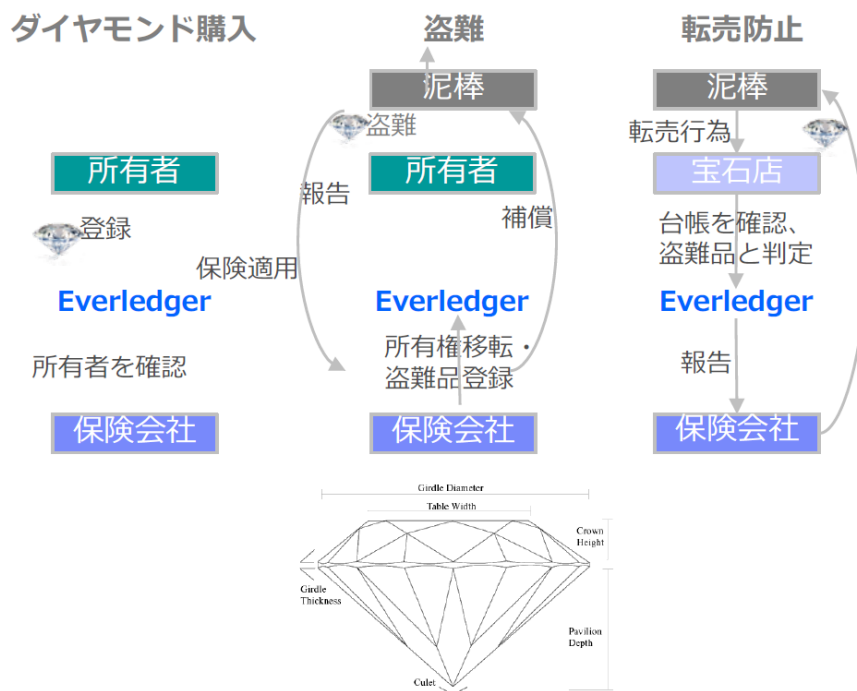 ダイヤモンド購入
所有者
登録
Everledger
所有者を確認
保険会社
盗難
泥棒
盗難
所有者
報告
補償
保険適用
Everledger
所有権移転・
盗難品登録
保険会社
転売防止
泥棒
転売行為
宝石店
台帳を確認、
盗難品と判定
Everledger
報告
保険会社
Girdle Diameter
Table Width
Crown
Height
Girdle
Thickness
Pavilion
Depth
Culet